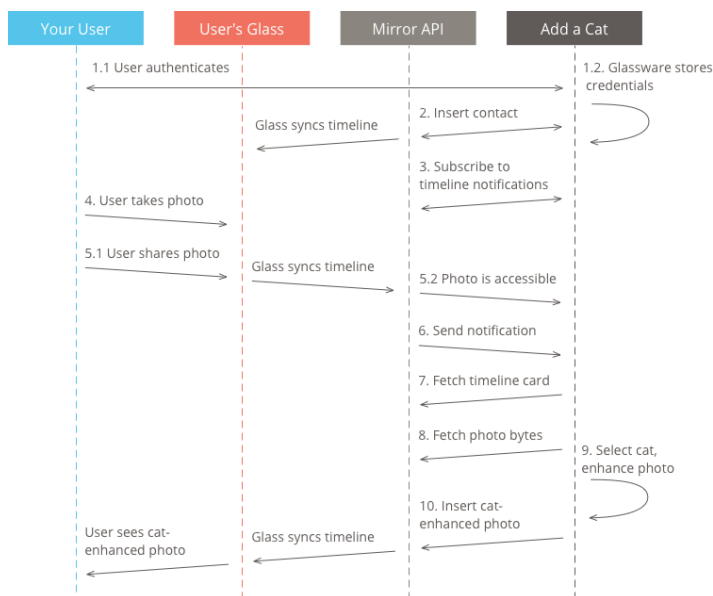 Your User
User's Glass
Mirror API
Add a Cat
1.1 User authenticates
1.2. Glassware stores
credentials
2. Insert contact
Glass syncs timeline
3. Subscribe to
timeline notifications
4. User takes photo
5.1 User shares photo
Glass syncs timeline
5.2 Photo is accessible
6. Send notification
7. Fetch timeline card
8. Fetch photo bytes
9. Select cat,
enhance photo
10. Insert cat-
enhanced photo
Glass syncs timeline
User sees cat-
enhanced photo